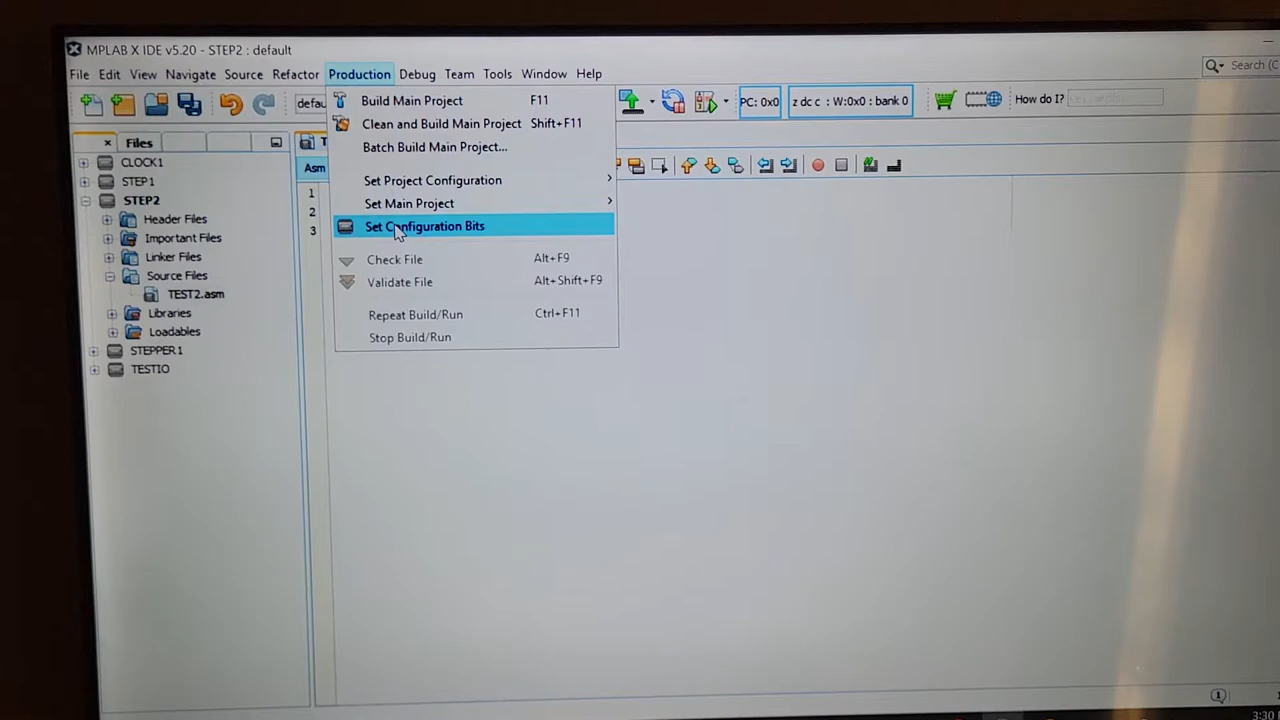 MPLAB X IDE v5.20 - STEP2 : default
File Edit View Navigate Source Refactor Production Debug Team Tools Window Help
Search (C
defau
PC: 0x0
z dc c : W:0x0 : bank 0
How do I?
Build Main Project F11
Clean and Build Main Project Shift+F11
Batch Build Main Project...
Set Project Configuration
Set Main Project
Set Configuration Bits
Check File Alt+F9
Validate File Alt+Shift+F9
Repeat Build/Run Ctrl+F11
Stop Build/Run
Files
CLOCK1
STEP1
STEP2
Header Files
Important Files
Linker Files
Source Files
TEST2.asm
Libraries
Loadables
STEPPER1
TESTIO
T
Asm
1
2
3
1
3:30